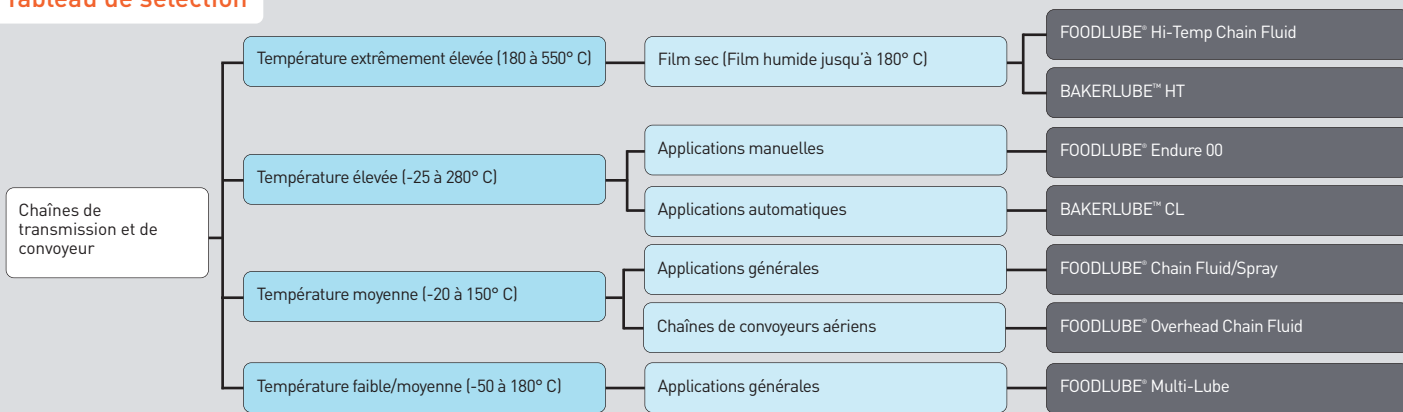 Tableau de sélection
Température extrêmement élevée (180 à 550° C)
Film sec (Film humide jusqu'à 180° C)
FOODLUBE® Hi-Temp Chain Fluid
BAKERLUBE™ HT
Température élevée (-25 à 280° C)
Applications manuelles
FOODLUBE® Endure 00
Applications automatiques
BAKERLUBE™ CL
Chaînes de
transmission et de
convoyeur
Température moyenne (-20 à 150° C)
Applications générales
FOODLUBE® Chain Fluid/Spray
Chaînes de convoyeurs aériens
FOODLUBE® Overhead Chain Fluid
Température faible/moyenne (-50 à 180° C)
Applications générales
FOODLUBE® Multi-Lube